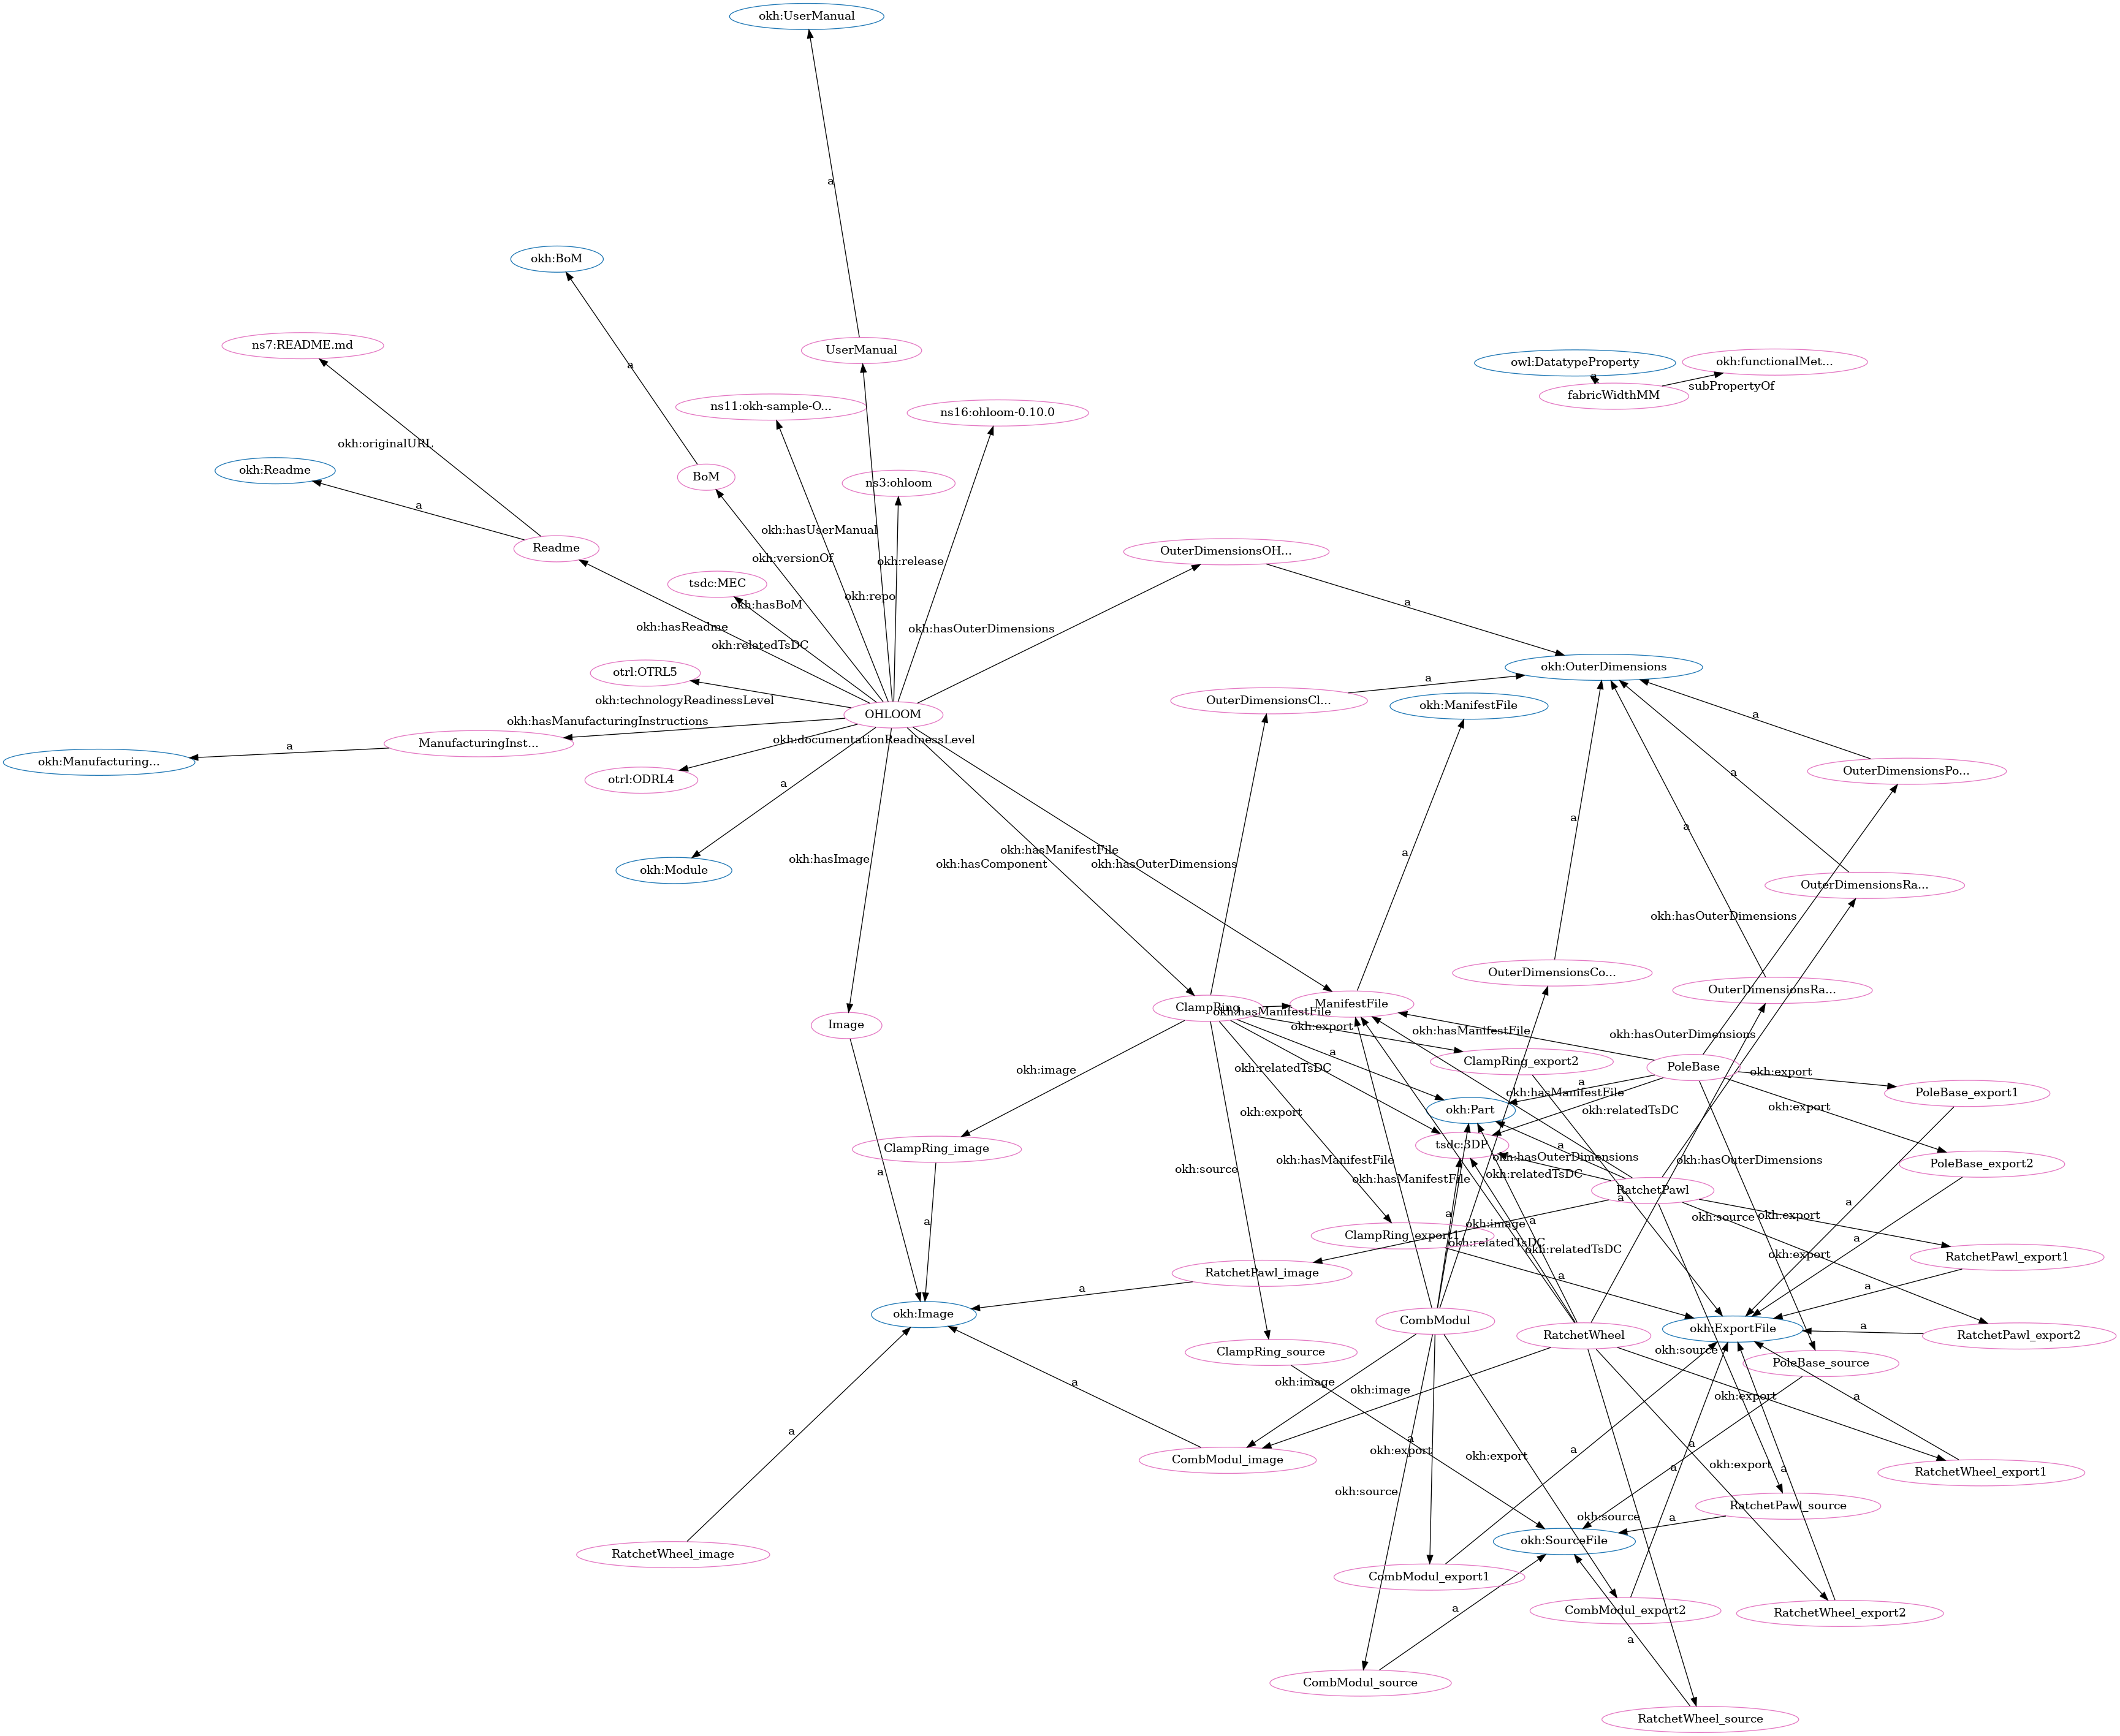 okh:UserManual
a
okh:BoM
ns7:README.md
UserManual
owl:DatatypeProperty
okh:functionalMet...
a
a
subPropertyOf
fabricWidthMM
ns11:okh-sample-O...
ns16:ohloom-0.10.0
okh:originalURL
okh:Readme
BoM
ns3:ohloom
a
okh:hasUserManual
Readme
OuterDimensionsOH...
okh:versionOf
okh:release
tsdc:MEC
okh:repo
okh:hasBoM
a
okh:hasReadme
okh:hasOuterDimensions
okh:relatedTsDC
okh:OuterDimensions
otrl:OTRL5
a
okh:technologyReadinessLevel
OuterDimensionsCl...
okh:ManifestFile
OHLOOM
okh:hasManufacturingInstructions
a
ManufacturingInst...
okh:documentationReadinessLevel
a
okh:Manufacturing...
OuterDimensionsPo...
a
otrl:ODRL4
a
a
a
okh:hasManifestFile
a
okh:hasImage
okh:hasComponent
okh:hasOuterDimensions
okh:Module
OuterDimensionsRa...
okh:hasOuterDimensions
OuterDimensionsCo...
OuterDimensionsRa...
ClampRing
ManifestFile
okh:hasManifestFile
Image
okh:export
okh:hasManifestFile
okh:hasOuterDimensions
a
ClampRing_export2
okh:relatedTsDC
PoleBase
okh:image
okh:export
a
okh:hasManifestFile
PoleBase_export1
okh:export
okh:Part
okh:relatedTsDC
okh:export
ClampRing_image
tsdc:3DP
a
okh:hasManifestFile
okh:hasOuterDimensions
okh:hasOuterDimensions
PoleBase_export2
a
okh:source
okh:hasManifestFile
okh:relatedTsDC
RatchetPawl
a
a
a
a
okh:image
a
okh:source
okh:export
ClampRing_export1
okh:relatedTsDC
okh:relatedTsDC
a
okh:export
RatchetPawl_export1
RatchetPawl_image
a
a
a
okh:Image
CombModul
RatchetWheel
okh:ExportFile
a
RatchetPawl_export2
ClampRing_source
okh:source
PoleBase_source
a
okh:image
okh:image
okh:export
a
a
a
okh:export
a
a
okh:export
CombModul_image
okh:export
a
a
RatchetWheel_export1
okh:source
RatchetPawl_source
okh:source
a
okh:SourceFile
RatchetWheel_image
CombModul_export1
a
CombModul_export2
RatchetWheel_export2
a
CombModul_source
RatchetWheel_source